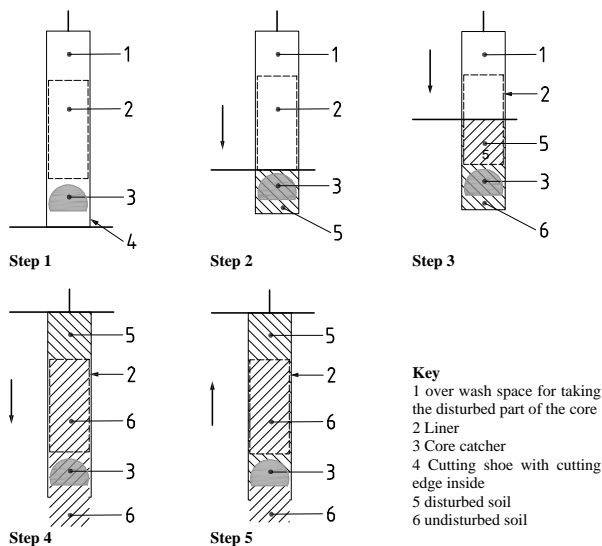 1
2
3
4
Step 1
1
2
3
5
Step 2
1
2
5
5
3
6
Step 3
5
2
6
3
6
Step 4
5
2
6
3
6
Step 5
Key
1 over wash space for taking
the disturbed part of the core
2 Liner
3 Core catcher
4 Cutting shoe with cutting
edge inside
5 disturbed soil
6 undisturbed soil